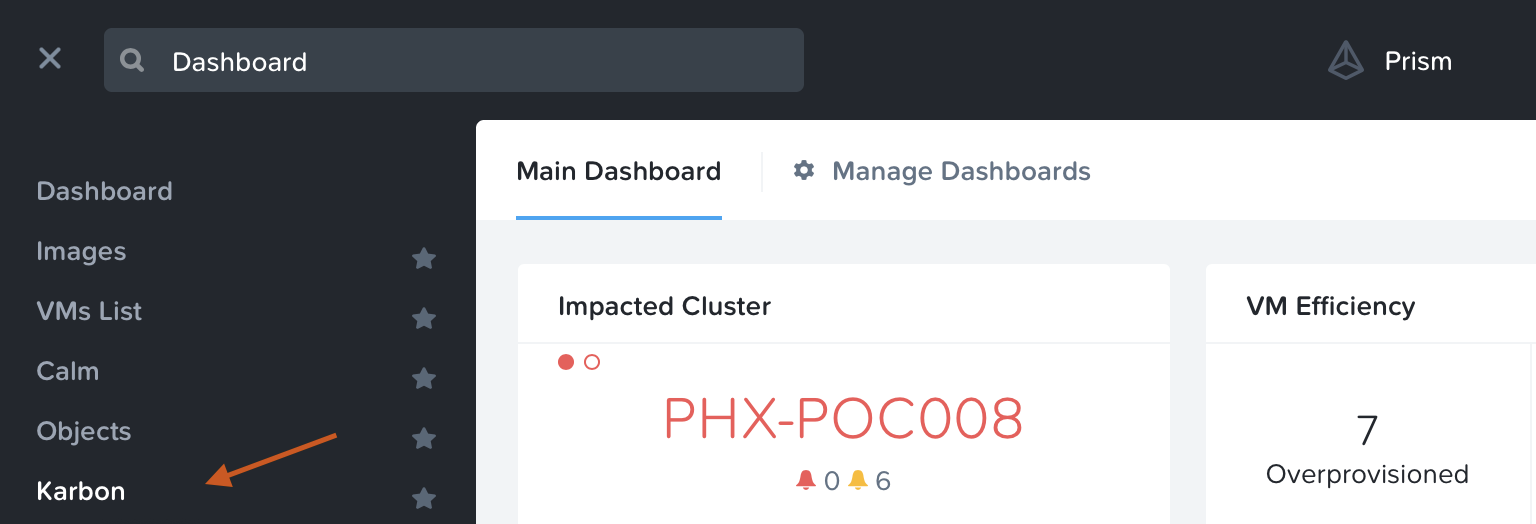 Dashboard
Prism
Dashboard
Images
VMs List
Calm
Objects
Karbon
Main Dashboard
Manage Dashboards
Impacted Cluster
PHX-POC008
0 6
VM Efficiency
7
Overprovisioned